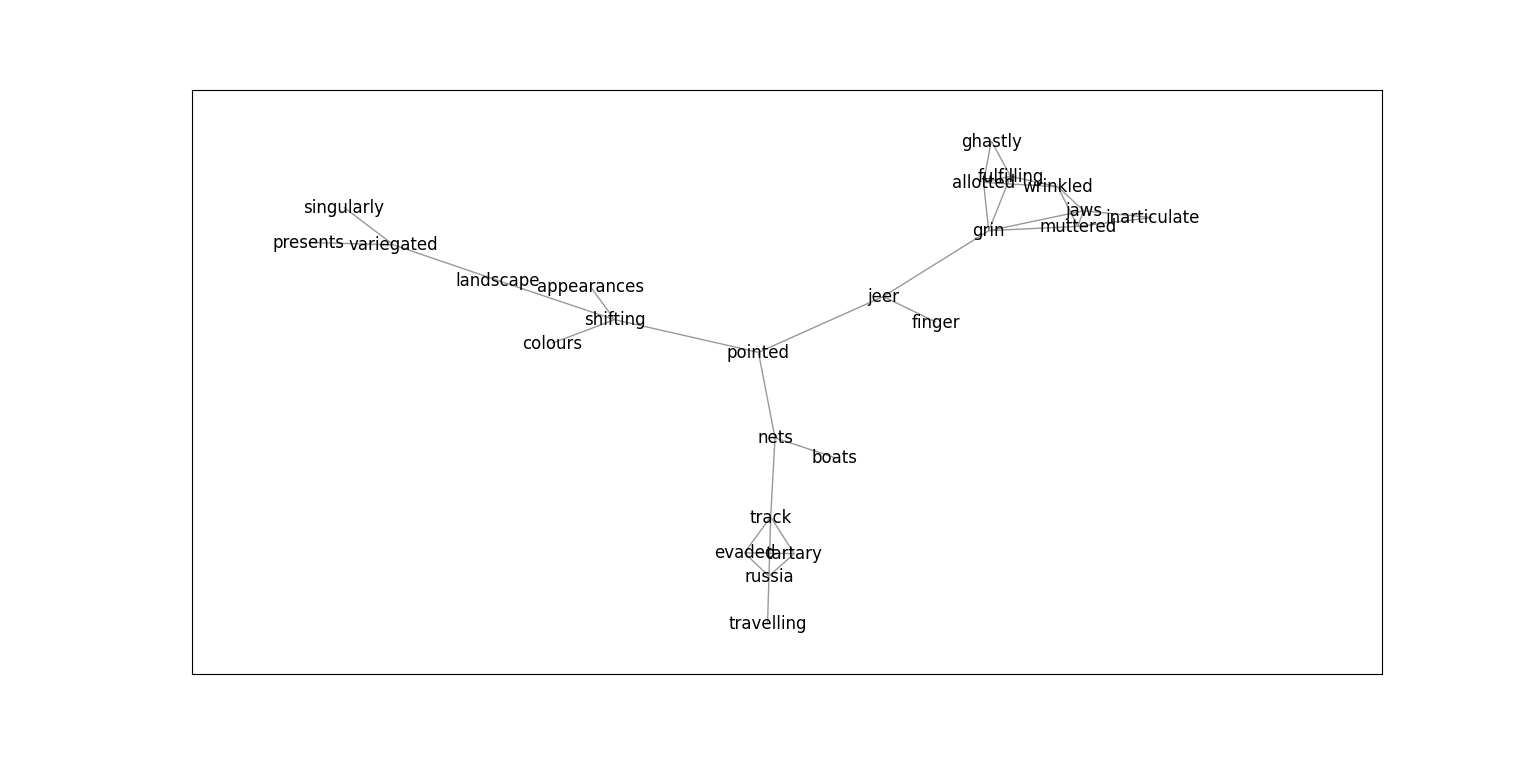 ghastly
fulfilling
allotted
wrinkled
singularly
jaws
inarticulate
muttered
grin
presents
variegated
landscape
appearances
jeer
shifting
finger
colours
pointed
nets
boats
track
evaded
tartary
russia
travelling